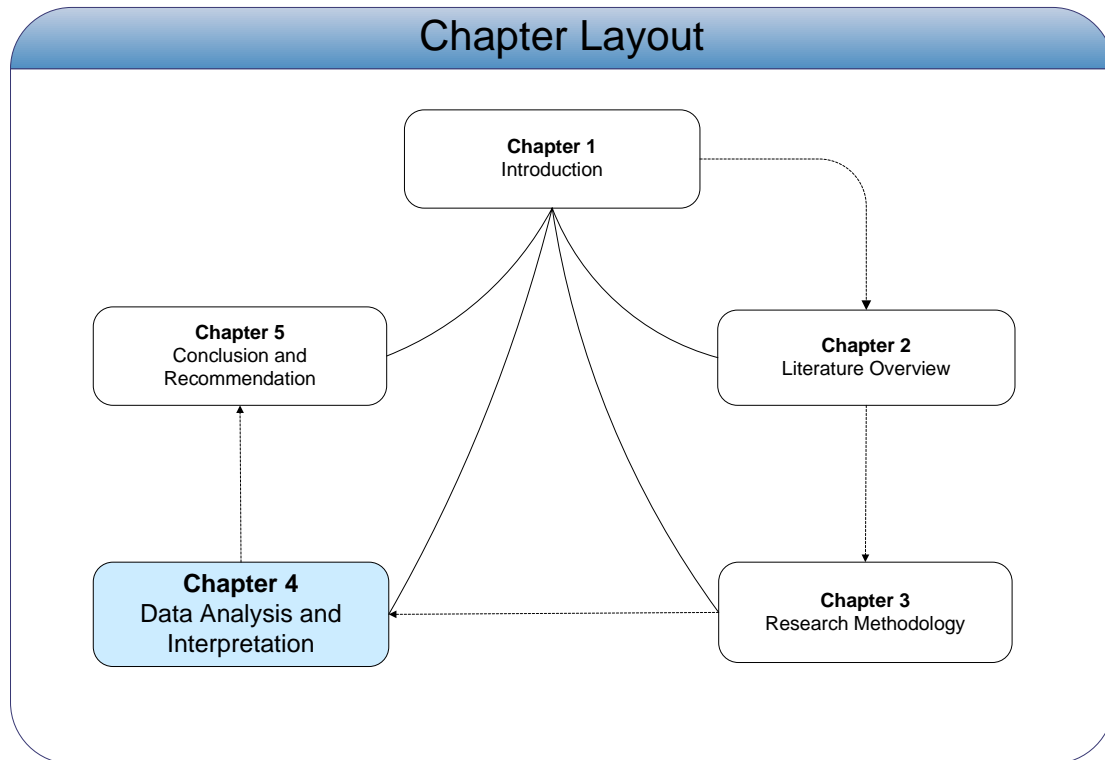 Chapter Layout
Chapter 1
Introduction
Chapter 2
Literature Overview
Chapter 3
Research Methodology
Chapter 4
Data Analysis and
Interpretation
Chapter 5
Conclusion and
Recommendation